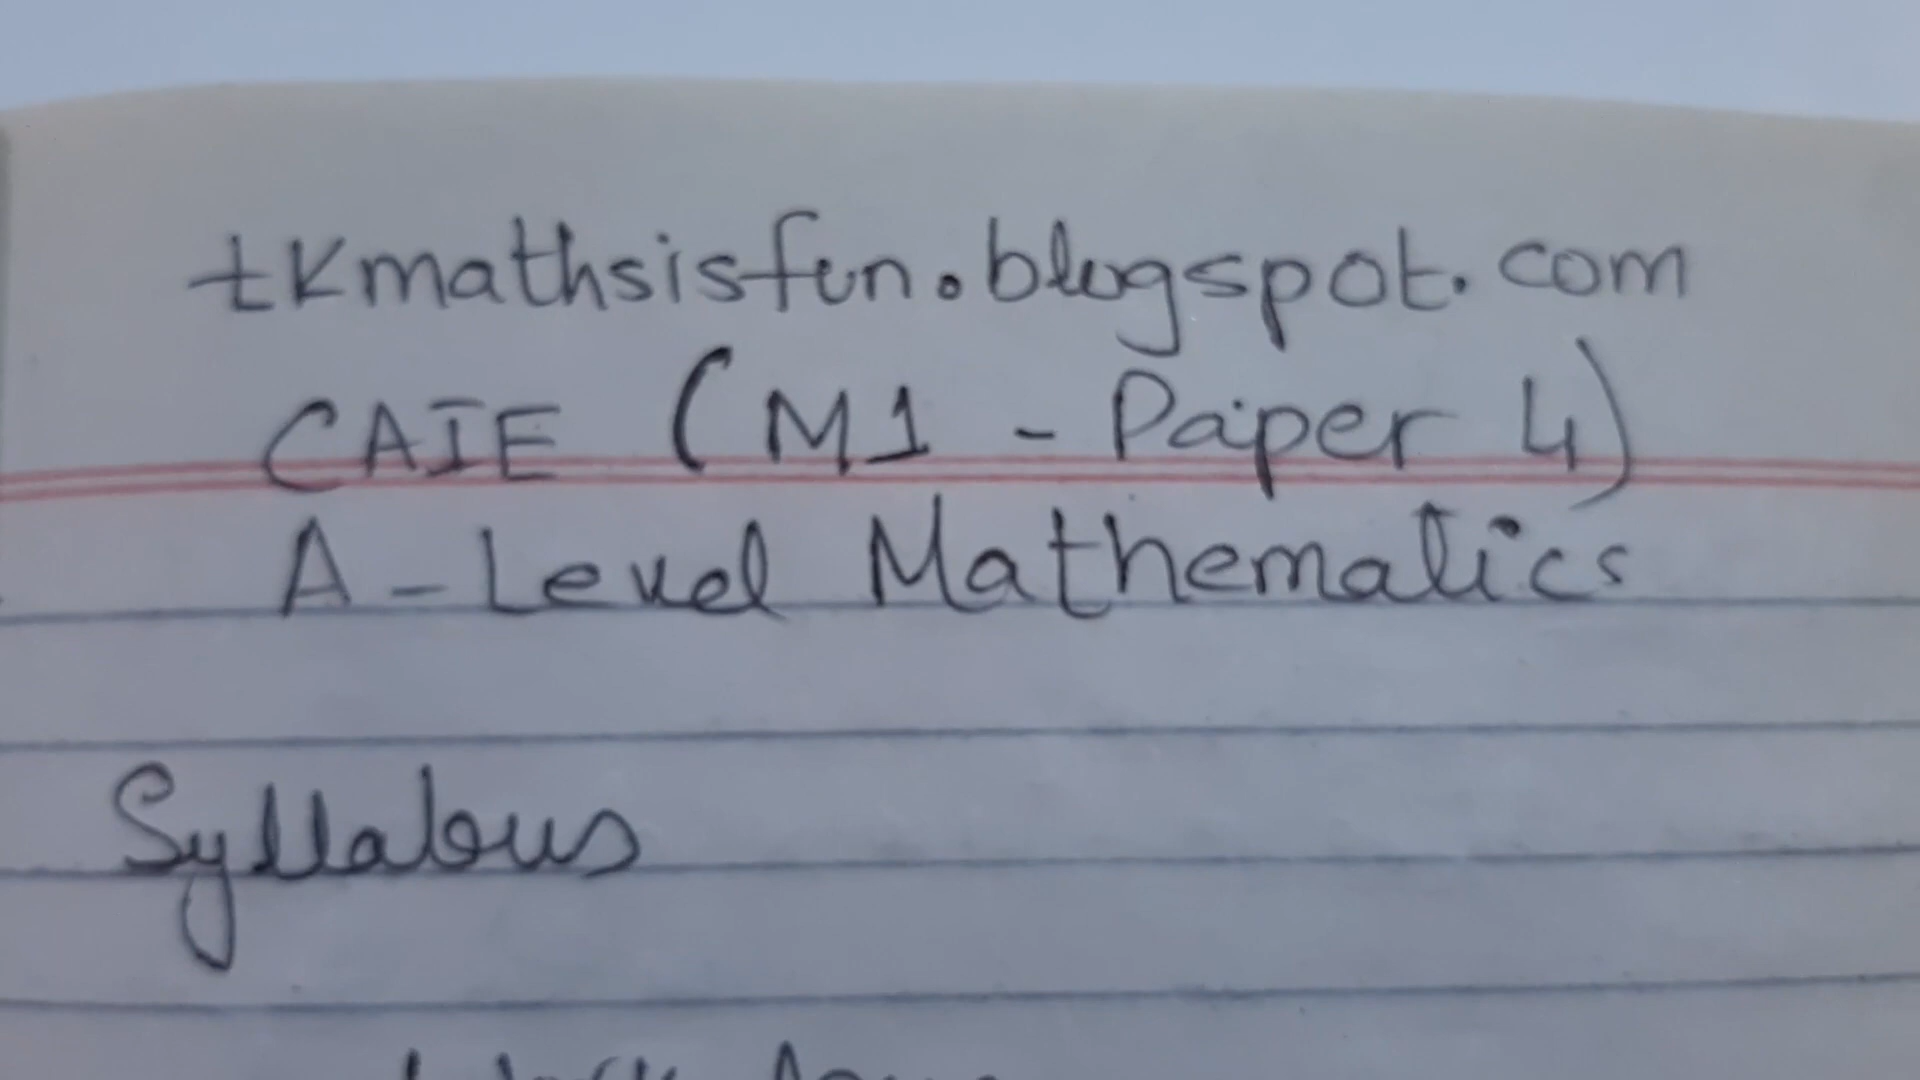 tkmathsisfun.blogspot.com
CAIE (M1 - Paper 4)
A-Level Mathematics
Syllabus